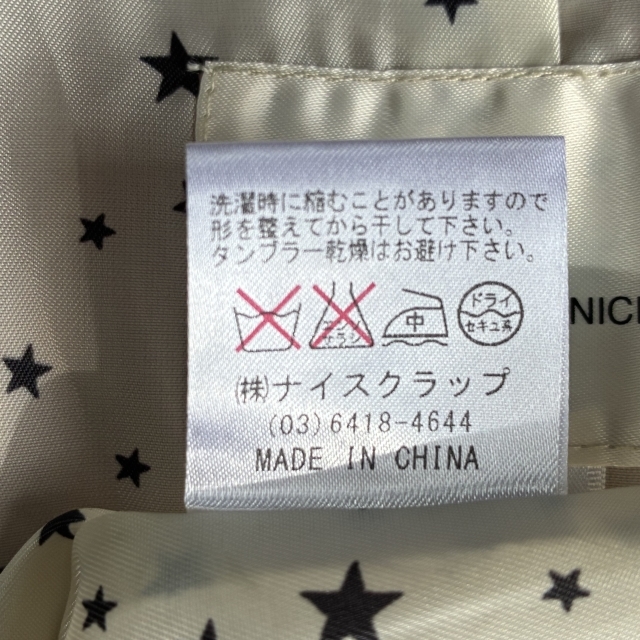 洗濯時に縮むことがありますので
形を整えてから干して下さい。
タンブラー乾燥はお避け下さい。
エンソサラシ
中
ドライ
セキユ系
NICE
(株)ナイスクラップ
(03)6418-4644
MADE IN CHINA